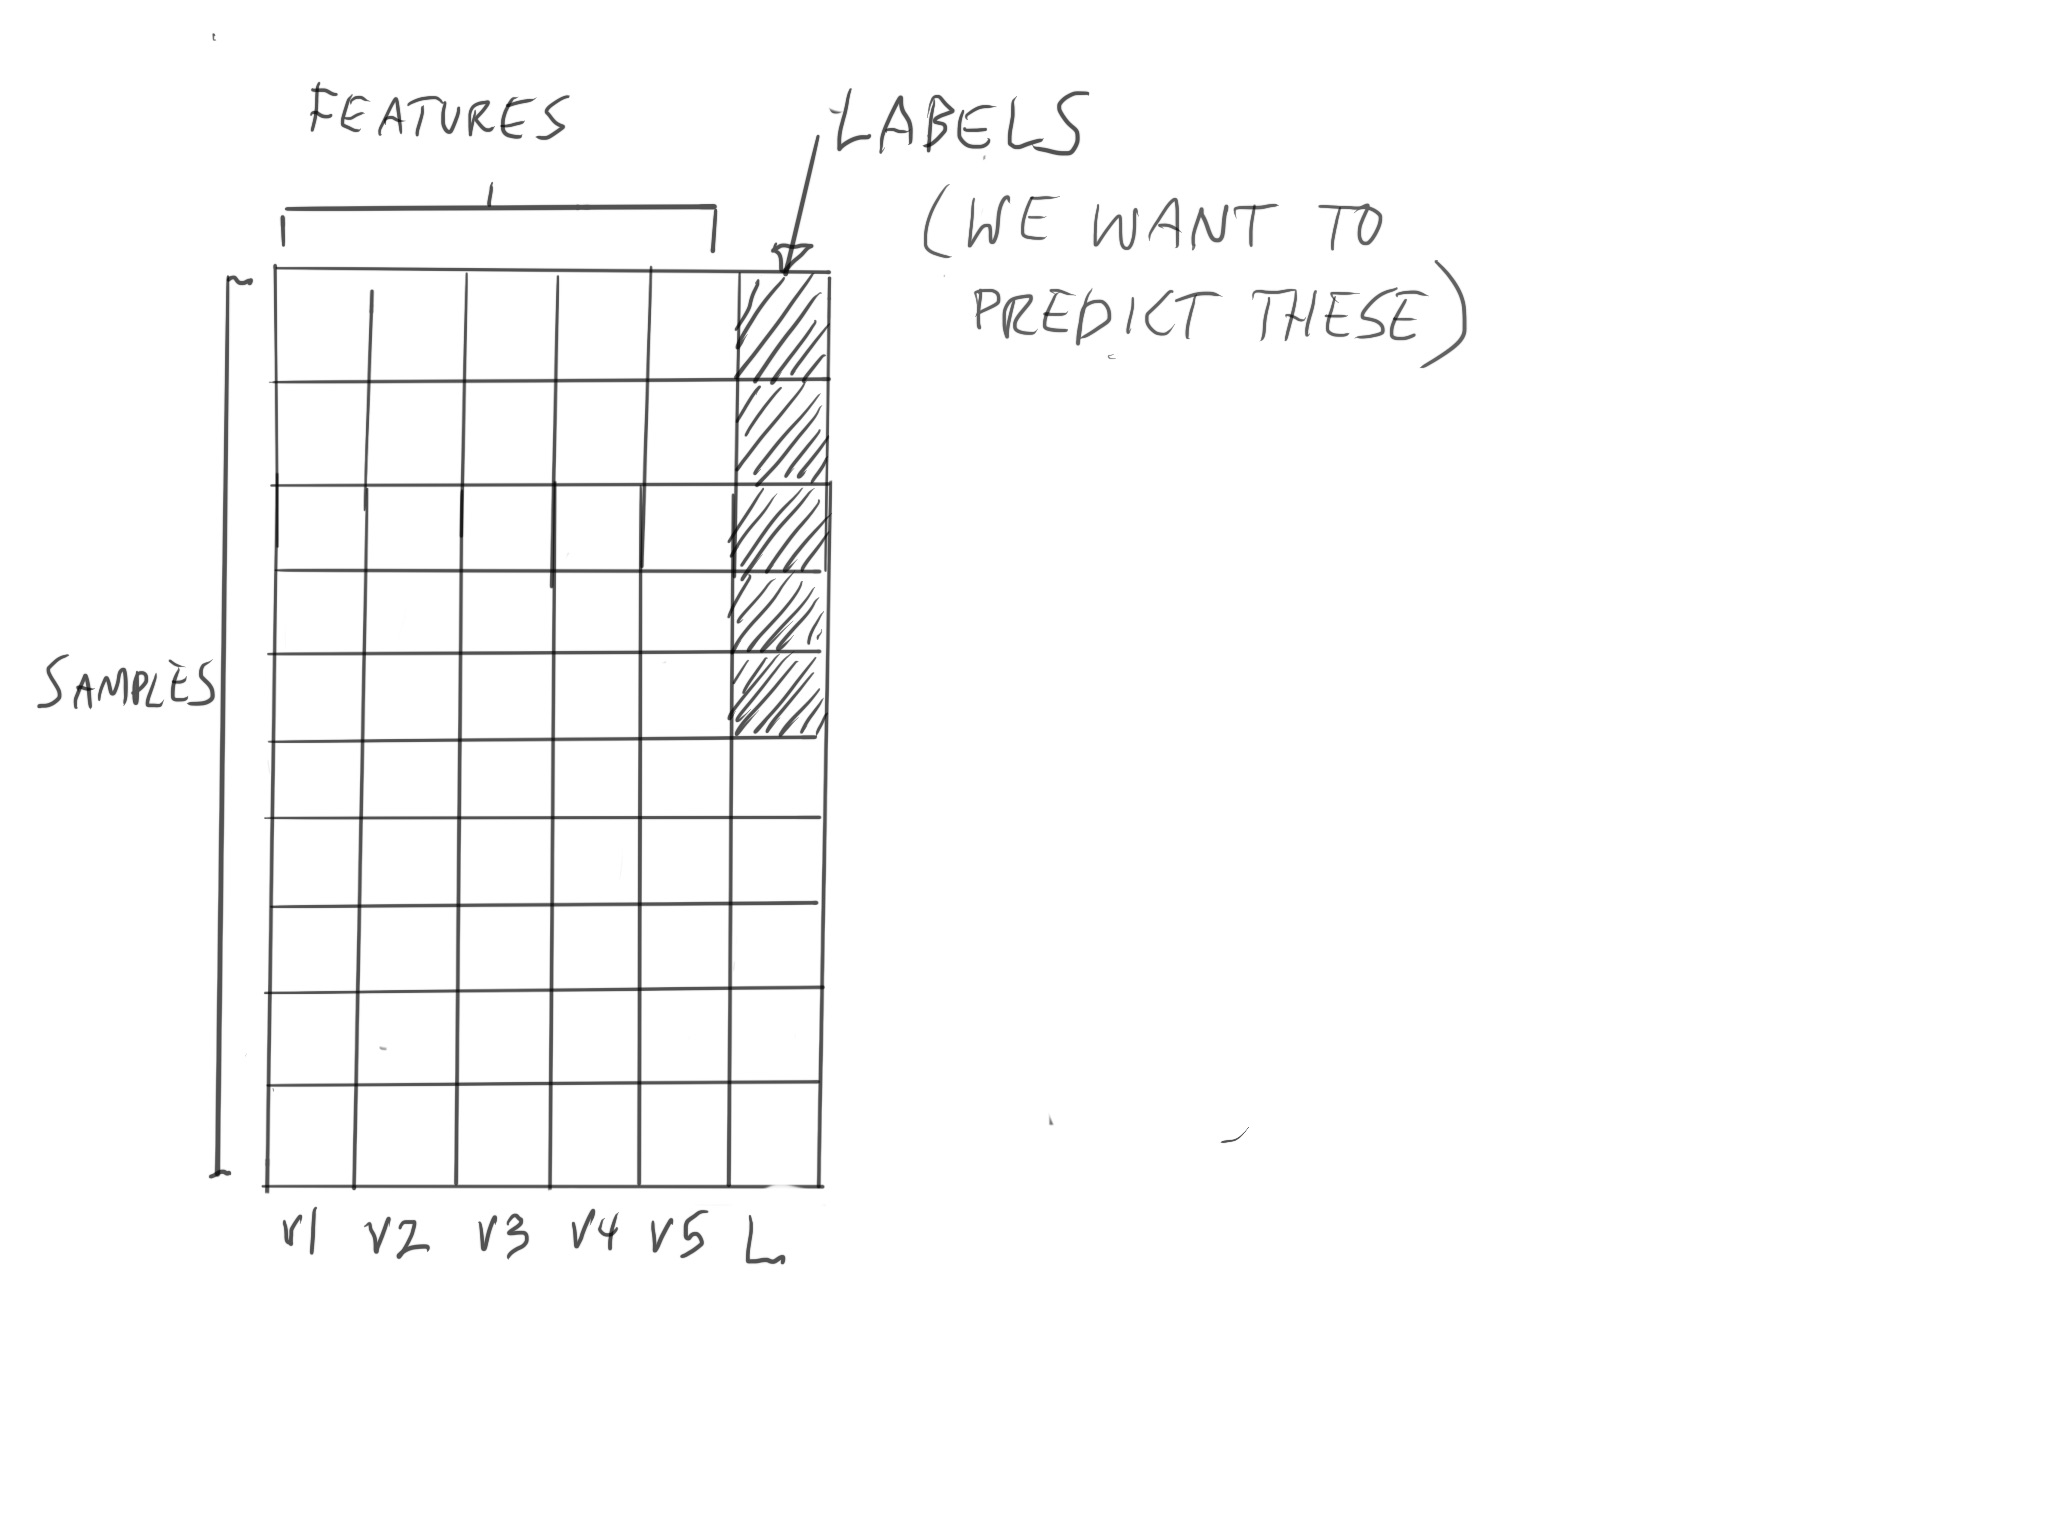 FEATURES
LABELS
(WE WANT TO
PREDICT THESE)
SAMPLES
V1 V2 V3 V4 V5 L